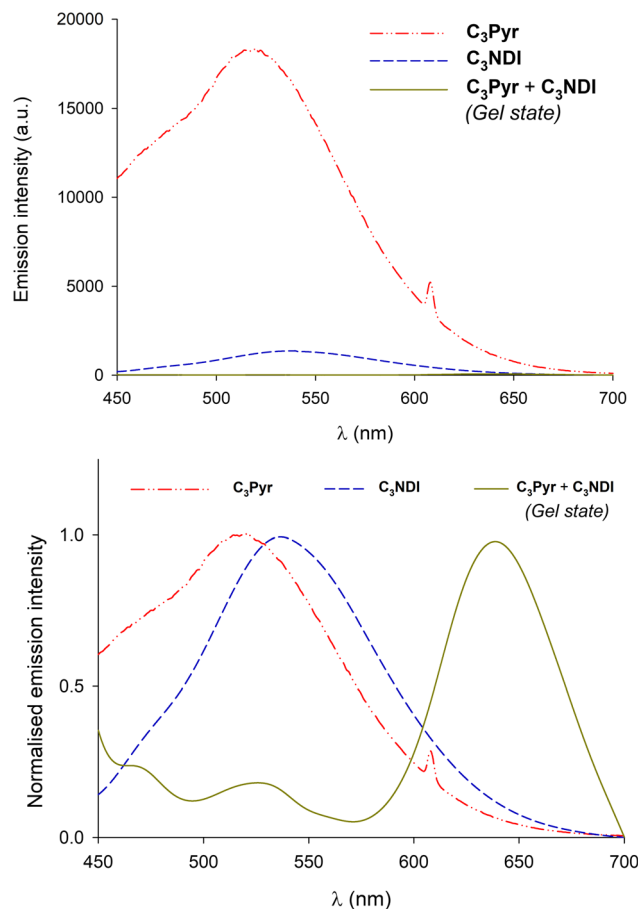 20000
15000
10000
5000
0
Emission intensity (a.u.)
C₃Pyr
C₃NDI
C₃Pyr + C₃NDI
(Gel state)
450 500 550 600 650 700
λ (nm)
C₃Pyr C₃NDI C₃Pyr + C₃NDI
(Gel state)
1.0
0.5
0.0
Normalised emission intensity
450 500 550 600 650 700
λ (nm)